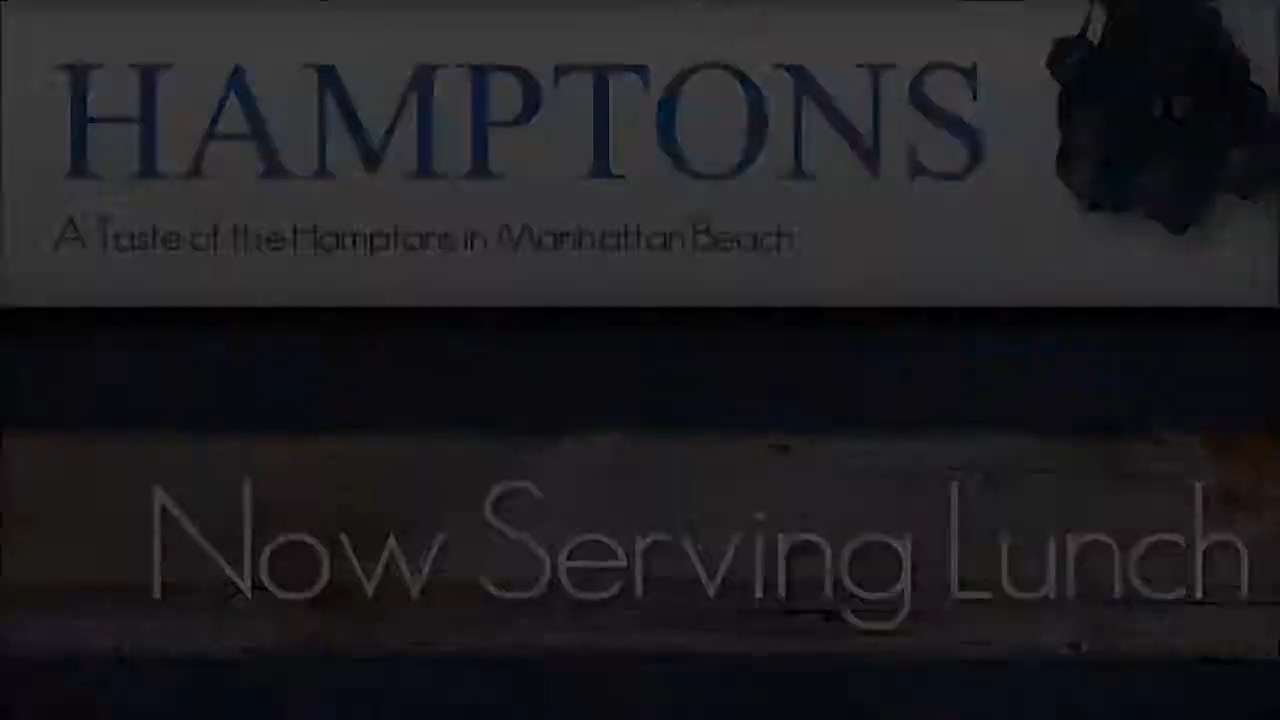 HAMPTONS
A Taste of the Hamptons in Manhattan Beach
Now Serving Lunch